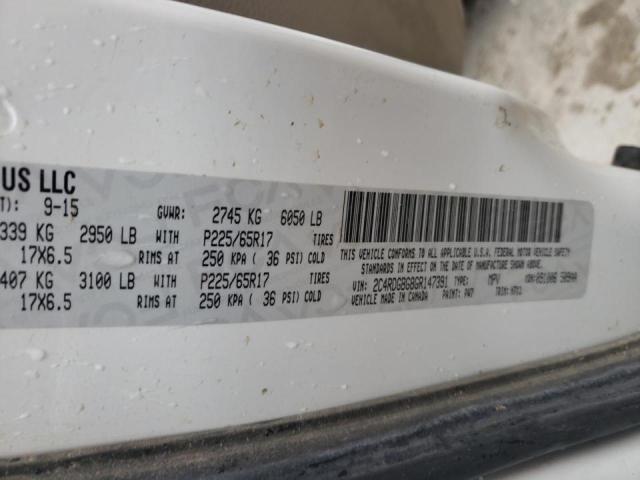 US LLC
T): 9-15 GVWR: 2745 KG 6050 LB
339 KG 2950 LB WITH P225/65R17 TIRES
17X6.5 RIMS AT 250 KPA ( 36 PSI) COLD
407 KG 3100 LB WITH P225/65R17 TIRES
17X6.5 RIMS AT 250 KPA ( 36 PSI) COLD
THIS VEHICLE CONFORMS TO ALL APPLICABLE U.S.A. FEDERAL MOTOR VEHICLE SAFETY
STANDARDS IN EFFECT ON THE DATE OF MANUFACTURE SHOWN ABOVE.
VIN: 2C4RDGBG8GR147391 TYPE: MPV
VEHICLE MADE IN CANADA PAINT: PW7 TRIM: